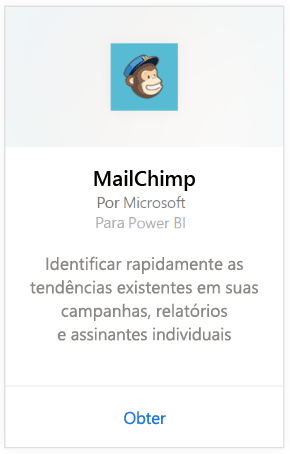 MailChimp
Por Microsoft
Para Power BI
Identificar rapidamente as
tendências existentes em suas
campanhas, relatórios
e assinantes individuais
Obter